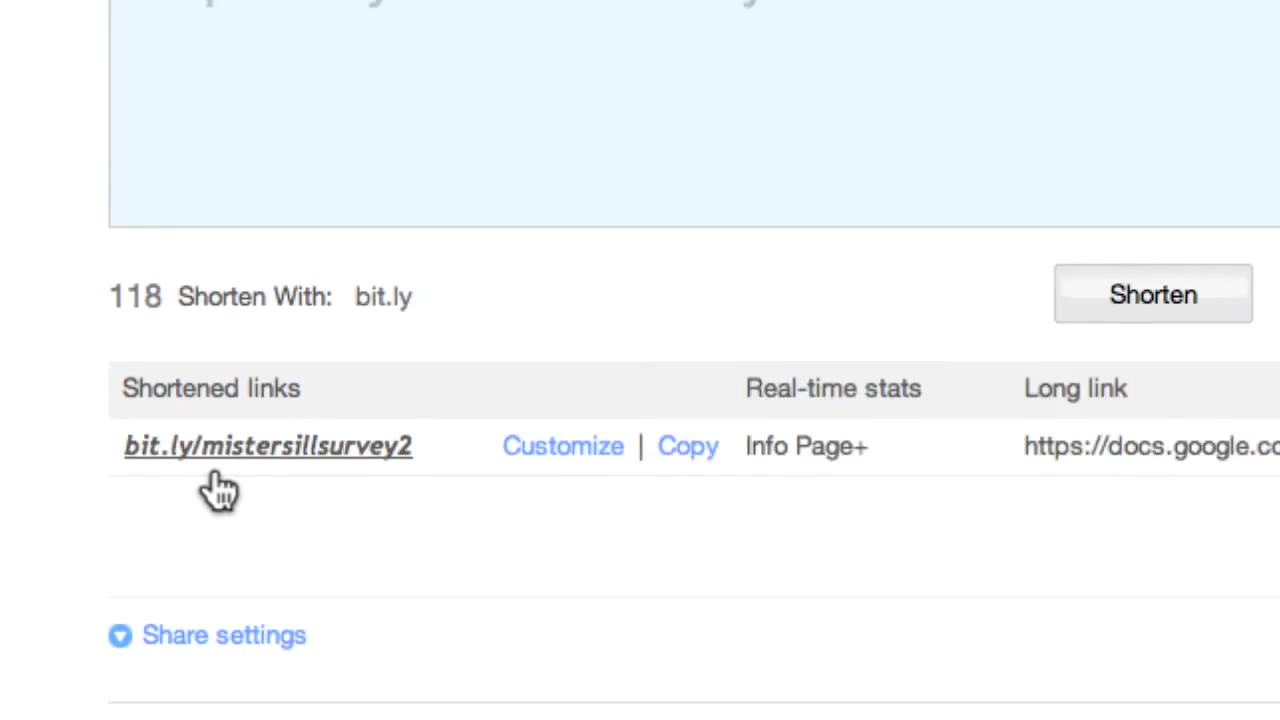 118 Shorten With: bit.ly
Shorten
Shortened links Real-time stats Long link
bit.ly/mistersillsurvey2 Customize | Copy Info Page+ https://docs.google.co
Share settings